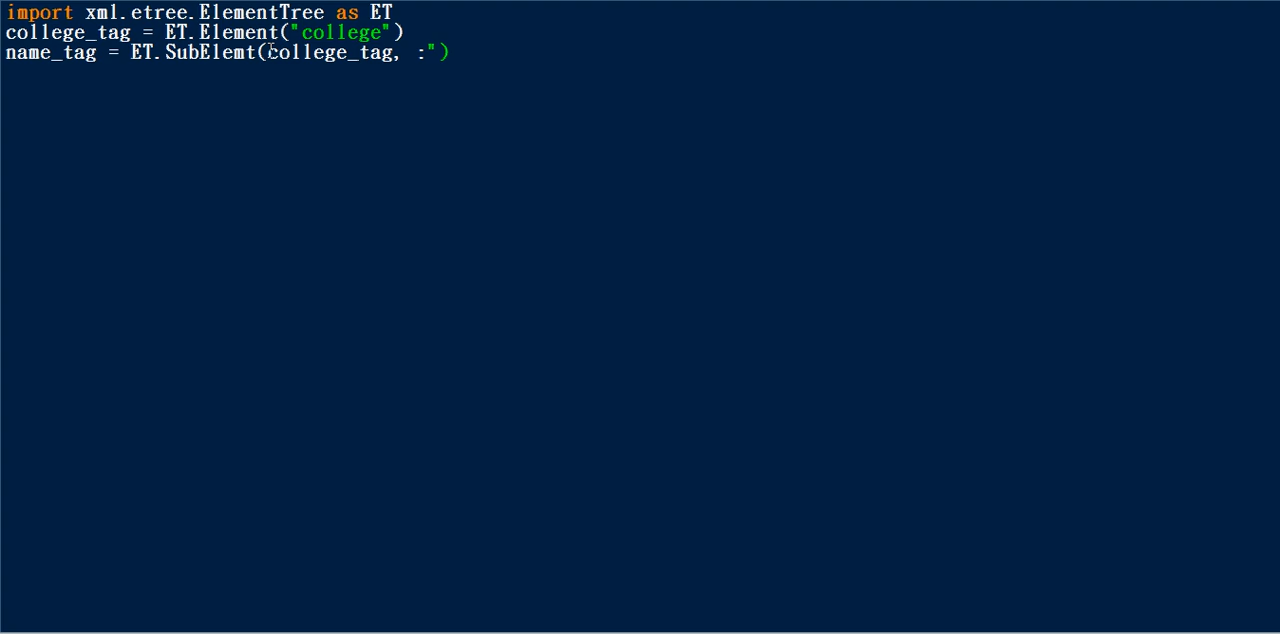 import xml.etree.ElementTree as ET
college_tag = ET.Element("college")
name_tag = ET.SubElemt(college_tag, :")